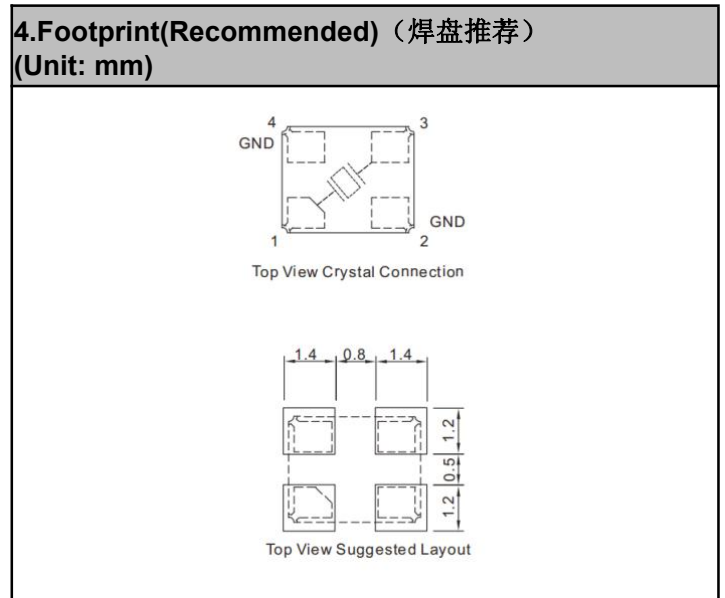 4.Footprint(Recommended)（焊盘推荐）
(Unit: mm)
4
3
GND
GND
1
2
Top View Crystal Connection
1.4 0.8 1.4
1.2
0.5
1.2
Top View Suggested Layout